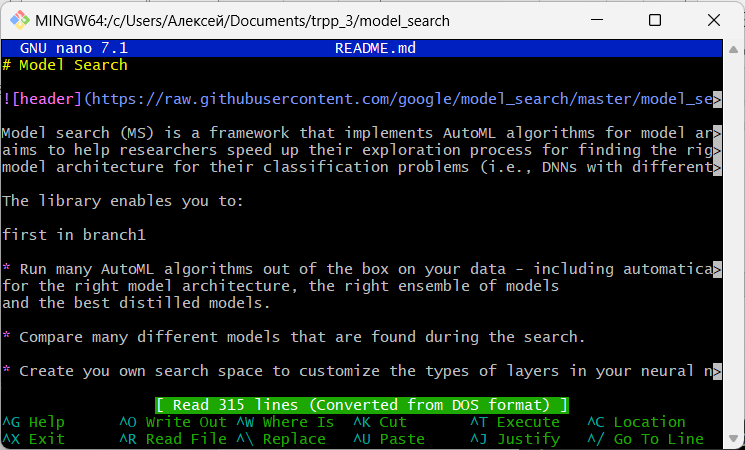 MINGW64:/c/Users/Алексей/Documents/trpp_3/model_search
GNU nano 7.1 README.md
# Model Search
![header](https://raw.githubusercontent.com/google/model_search/master/model_se>
Model search (MS) is a framework that implements AutoML algorithms for model ar>
aims to help researchers speed up their exploration process for finding the rig>
model architecture for their classification problems (i.e., DNNs with different>
The library enables you to:
first in branch1
* Run many AutoML algorithms out of the box on your data - including automatica>
for the right model architecture, the right ensemble of models
and the best distilled models.
* Compare many different models that are found during the search.
* Create you own search space to customize the types of layers in your neural n>
[ Read 315 lines (Converted from DOS format) ]
^G Help ^O Write Out ^W Where Is ^K Cut ^T Execute ^C Location
^X Exit ^R Read File ^\ Replace ^U Paste ^J Justify ^/ Go To Line